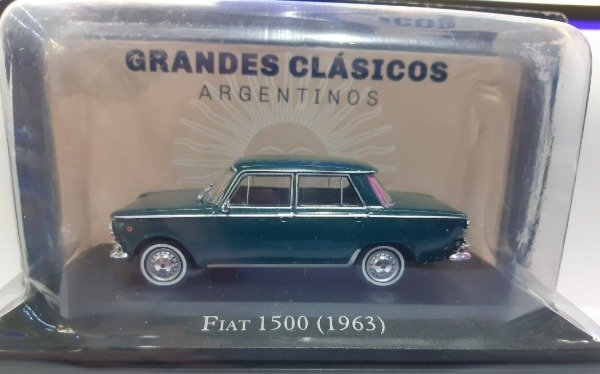 GRANDES CLÁSICOS
ARGENTINOS
FIAT 1500 (1963)